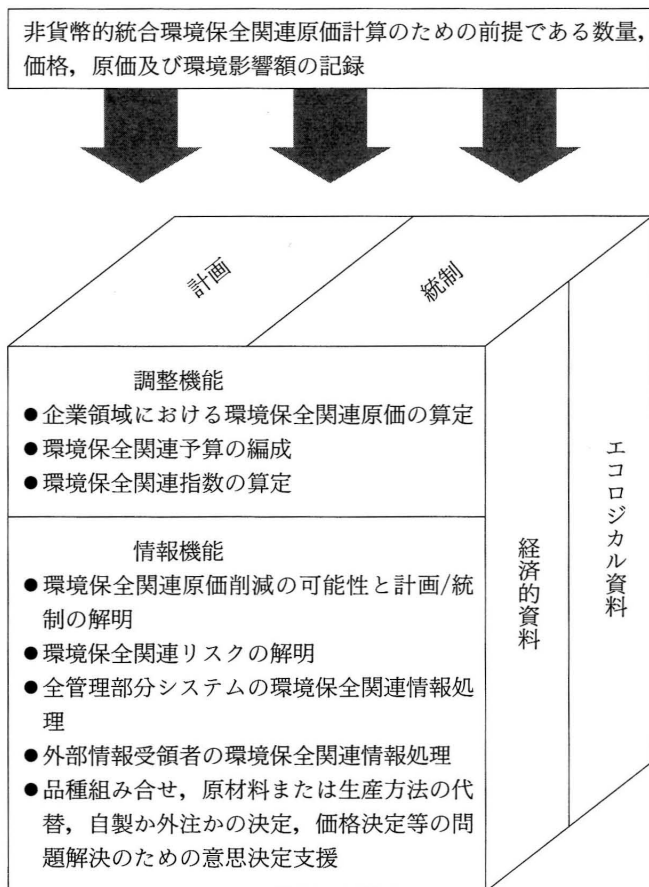 非貨幣的統合環境保全関連原価計算のための前提である数量，
価格，原価及び環境影響額の記録
計画
統制
調整機能
●企業領域における環境保全関連原価の算定
●環境保全関連予算の編成
●環境保全関連指数の算定
情報機能
●環境保全関連原価削減の可能性と計画/統
制の解明
●環境保全関連リスクの解明
●全管理部分システムの環境保全関連情報処
理
●外部情報受領者の環境保全関連情報処理
●品種組み合せ，原材料または生産方法の代
替，自製か外注かの決定，価格決定等の問
題解決のための意思決定支援
経済的資料
エコロジカル資料